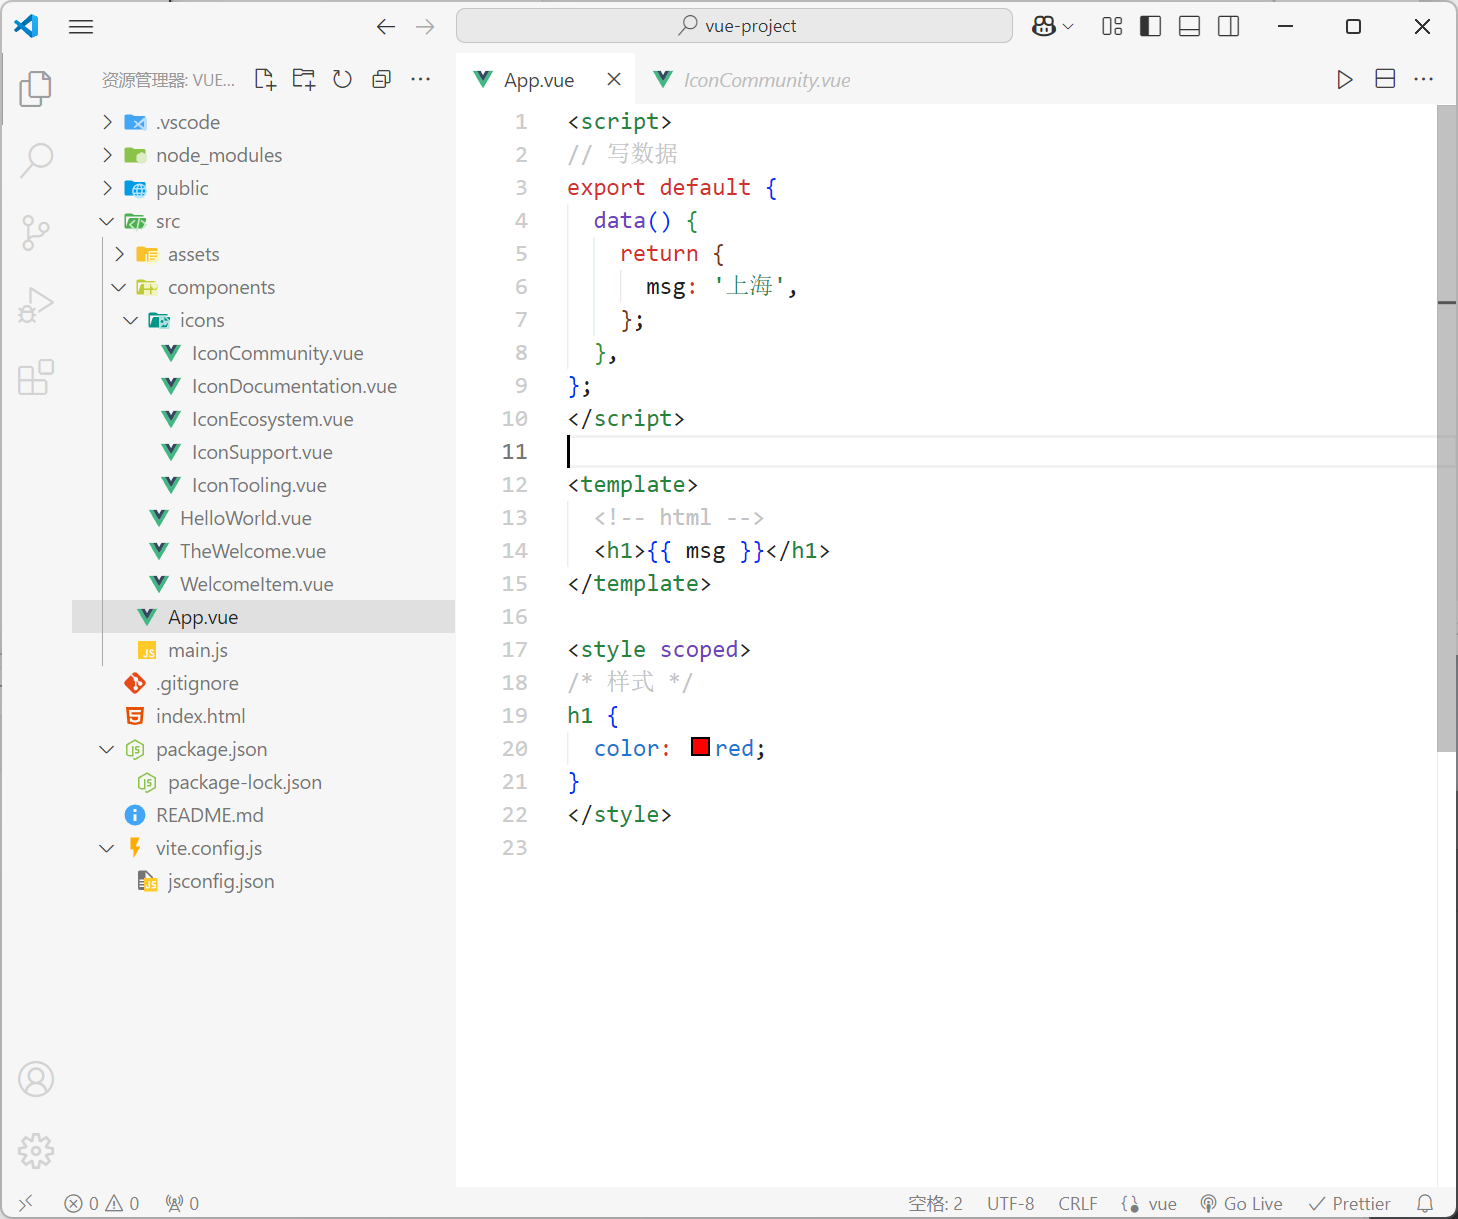 vue-project
资源管理器: VUE...
App.vue
IconCommunity.vue
.vscode
node_modules
public
src
assets
components
icons
IconCommunity.vue
IconDocumentation.vue
IconEcosystem.vue
IconSupport.vue
IconTooling.vue
HelloWorld.vue
TheWelcome.vue
WelcomeItem.vue
App.vue
main.js
.gitignore
index.html
package.json
package-lock.json
README.md
vite.config.js
jsconfig.json
1 <script>
2 // 写数据
3 export default {
4 data() {
5 return {
6 msg: '上海',
7 };
8 },
9 };
10 </script>
11
12 <template>
13 <!-- html -->
14 <h1>{{ msg }}</h1>
15 </template>
16
17 <style scoped>
18 /* 样式 */
19 h1 {
20 color: red;
21 }
22 </style>
23
0 0 0
空格: 2 UTF-8 CRLF vue Go Live Prettier